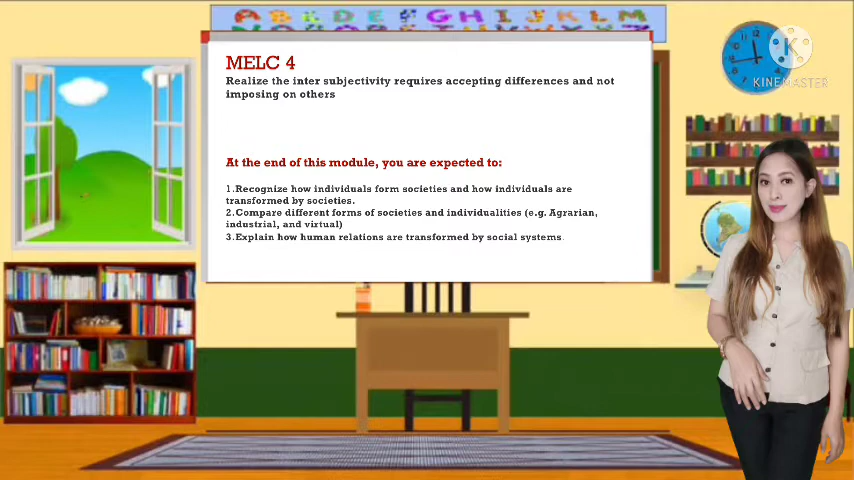 ABCDEFGHIJKLM
MELC 4
Realize the inter subjectivity requires accepting differences and not
imposing on others
At the end of this module, you are expected to:
1.Recognize how individuals form societies and how individuals are
transformed by societies.
2.Compare different forms of societies and individualities (e.g. Agrarian,
industrial, and virtual)
3.Explain how human relations are transformed by social systems.
K
KINEMASTER